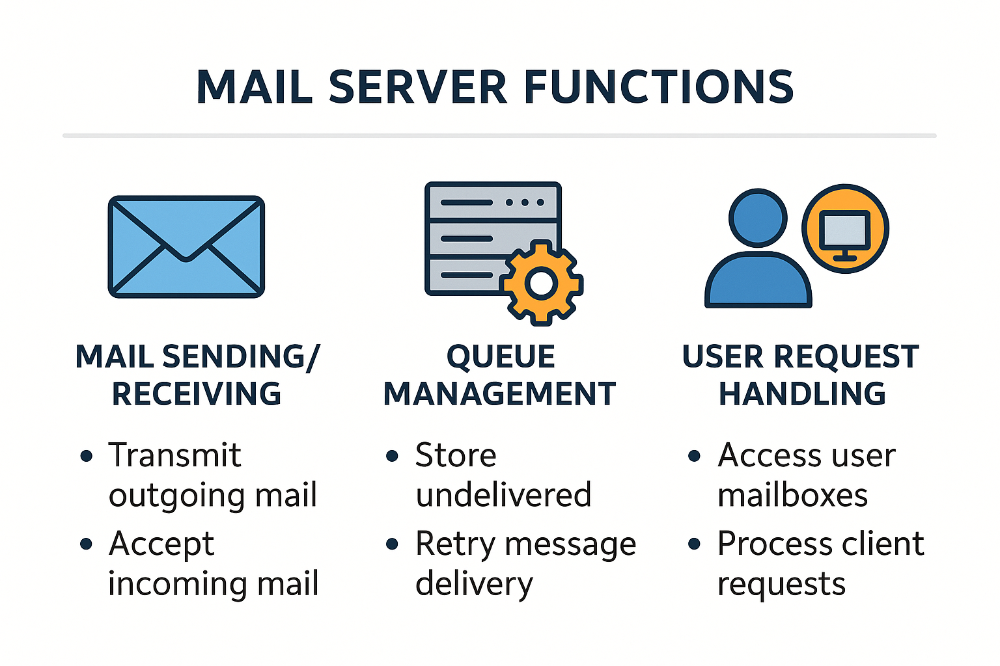 MAIL SERVER FUNCTIONS
MAIL SENDING/
RECEIVING
• Transmit
outgoing mail
• Accept
incoming mail
QUEUE
MANAGEMENT
• Store
undelivered
• Retry message
delivery
USER REQUEST
HANDLING
• Access user
mailboxes
• Process client
requests